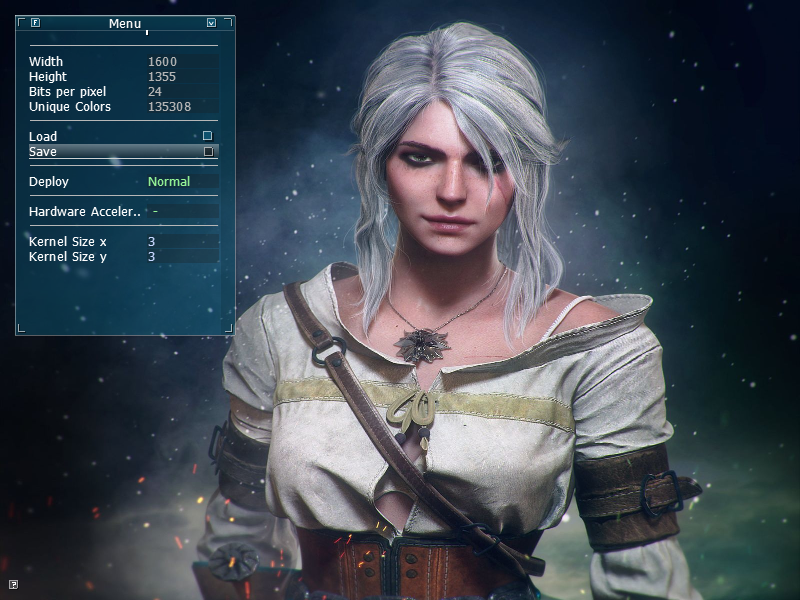 F Menu v
Width 1600
Height 1355
Bits per pixel 24
Unique Colors 135308
Load
Save
Deploy Normal
Hardware Acceler.. -
Kernel Size x 3
Kernel Size y 3
?